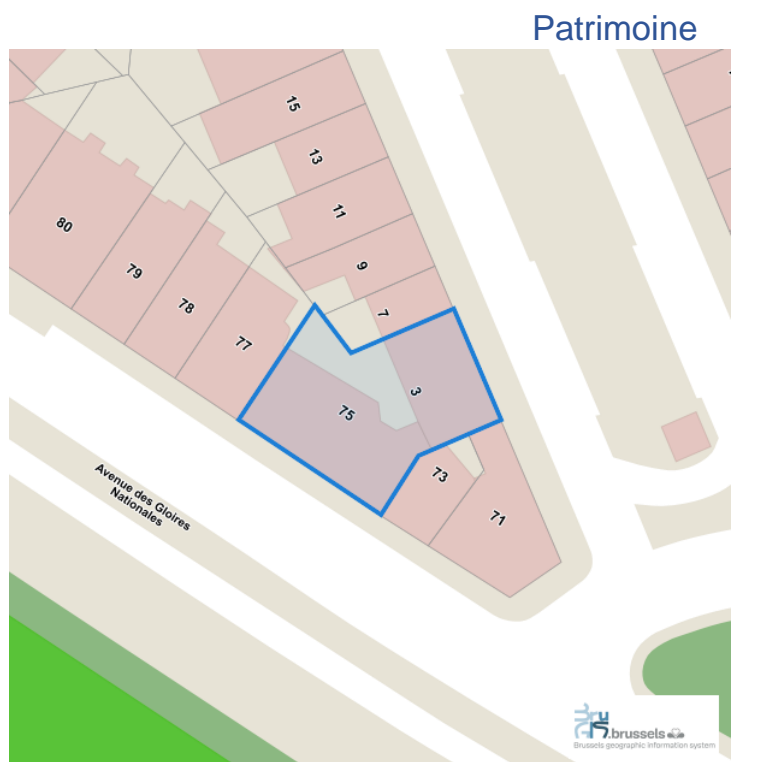 Patrimoine
15
13
11
9
7
3
80
79
78
77
75
73
71
Avenue des Gloires
Nationales
.brussels
Brussels geographic information system